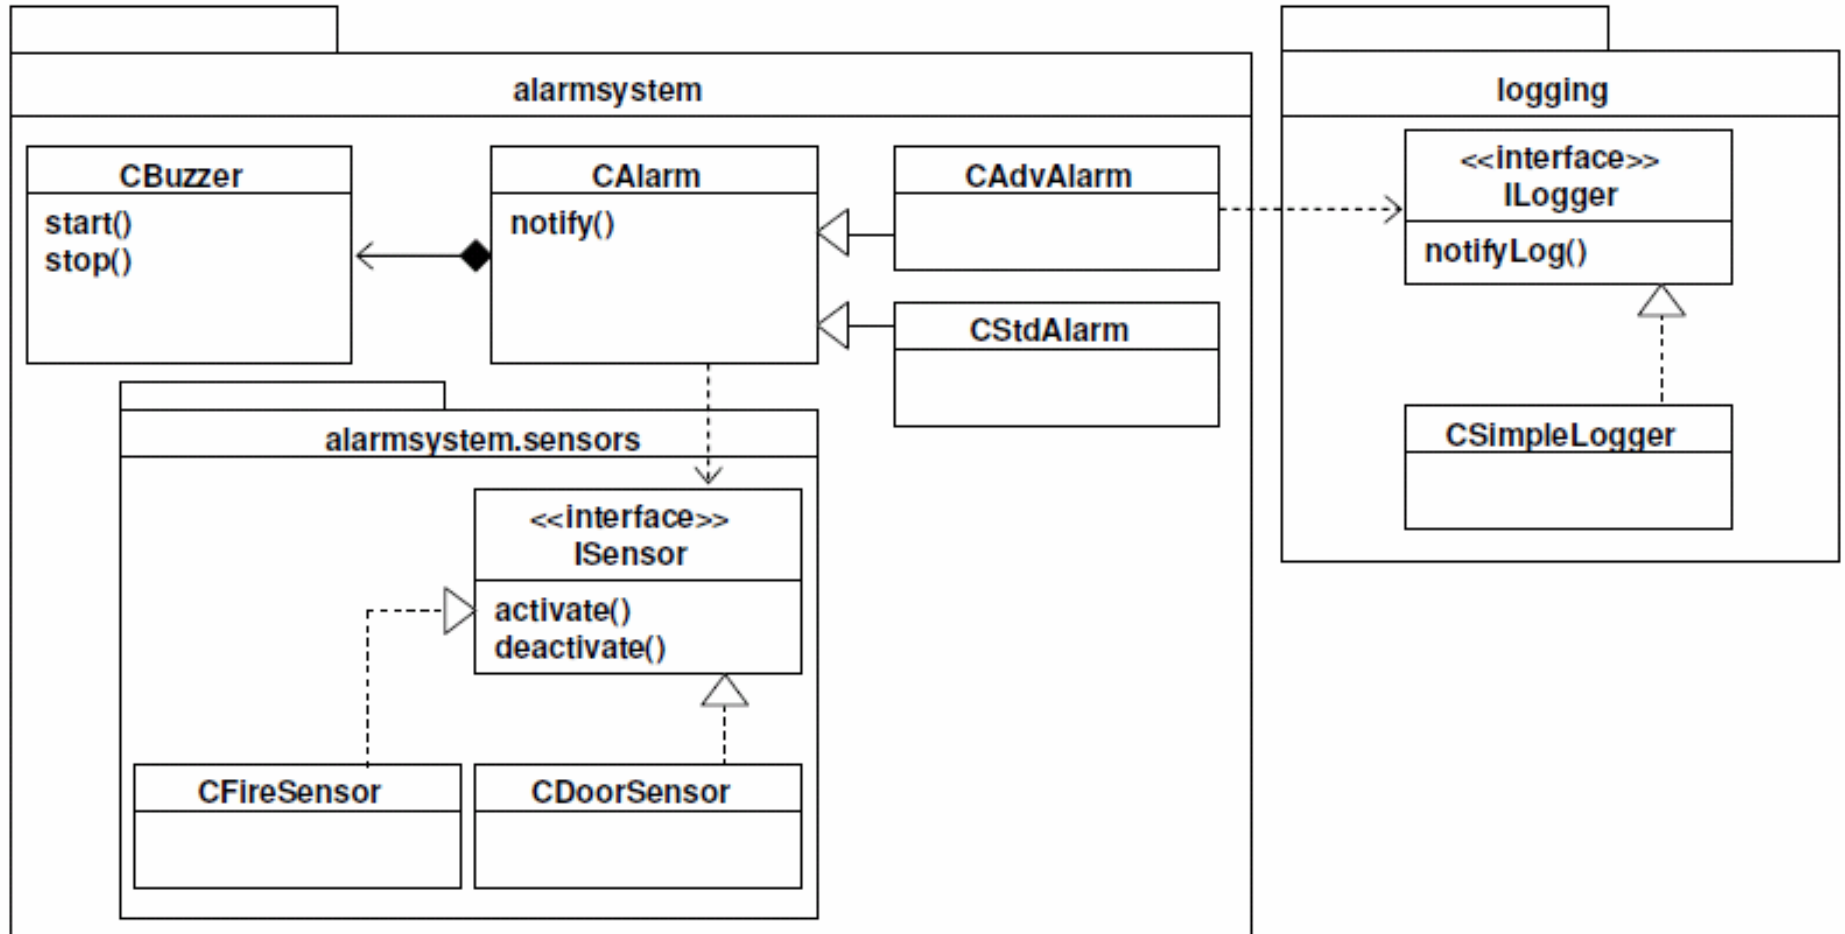 alarmsystem
CBuzzer
start()
stop()
CAlarm
notify()
CAdvAlarm
CStdAlarm
alarmsystem.sensors
<<interface>>
ISensor
activate()
deactivate()
CFireSensor
CDoorSensor
logging
<<interface>>
ILogger
notifyLog()
CSimpleLogger